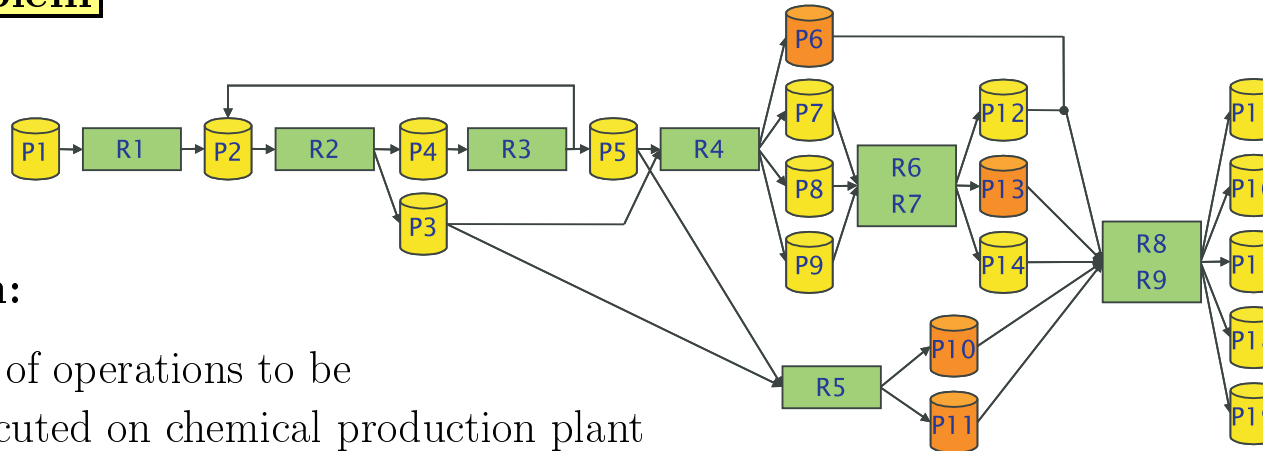 P6
P7
P12
P1 R1 P2 R2 P4 R3 P5 R4
R6
P8 R7 P13
P3
P9 P14
R8
R9
of operations to be
P10
R5
on chemical production plant
P11